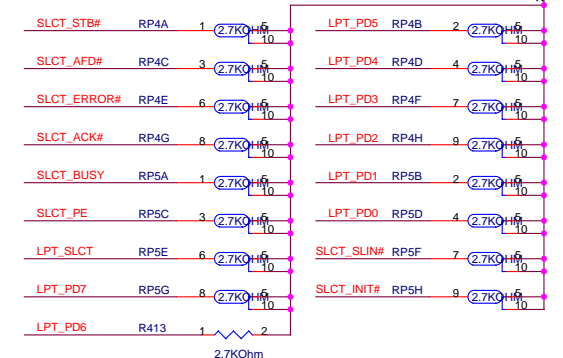 SLCT_STB# RP4A 1 2.7KOHM 5 10 LPT_PD5 RP4B 2 2.7KOHM 5 10
SLCT_AFD# RP4C 3 2.7KOHM 5 10 LPT_PD4 RP4D 4 2.7KOHM 5 10
SLCT_ERROR# RP4E 6 2.7KOHM 5 10 LPT_PD3 RP4F 7 2.7KOHM 5 10
SLCT_ACK# RP4G 8 2.7KOHM 5 10 LPT_PD2 RP4H 9 2.7KOHM 5 10
SLCT_BUSY RP5A 1 2.7KOHM 5 10 LPT_PD1 RP5B 2 2.7KOHM 5 10
SLCT_PE RP5C 3 2.7KOHM 5 10 LPT_PD0 RP5D 4 2.7KOHM 5 10
LPT_SLCT RP5E 6 2.7KOHM 5 10 SLCT_SLIN# RP5F 7 2.7KOHM 5 10
LPT_PD7 RP5G 8 2.7KOHM 5 10 SLCT_INIT# RP5H 9 2.7KOHM 5 10
LPT_PD6 R413 1 2
2.7KOhm